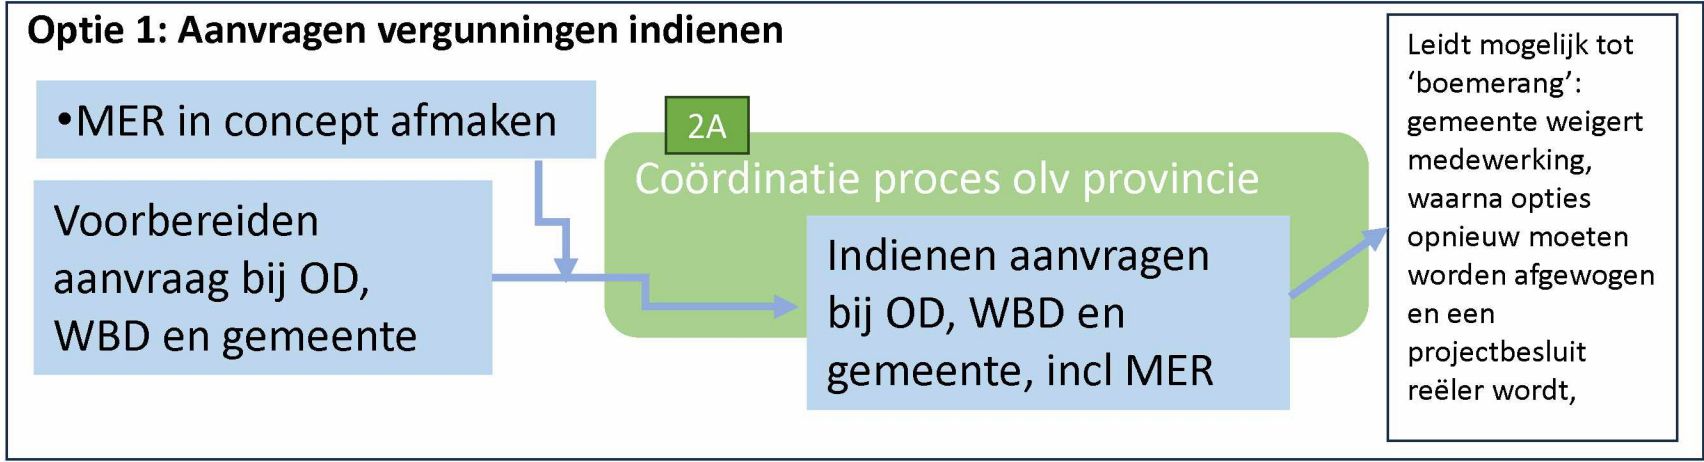 Optie 1: Aanvragen vergunningen indienen
•MER in concept afmaken
Voorbereiden
aanvraag bij OD,
WBD en gemeente
2A
Coördinatie proces olv provincie
Indienen aanvragen
bij OD, WBD en
gemeente, incl MER
Leidt mogelijk tot
‘boemerang’:
gemeente weigert
medewerking,
waarna opties
opnieuw moeten
worden afgewogen
en een
projectbesluit
reëler wordt,